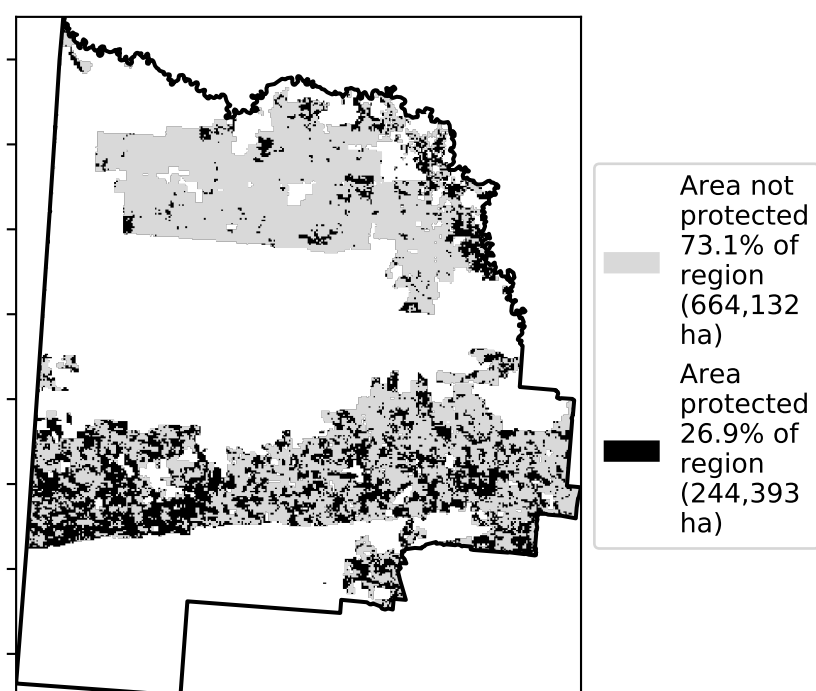 Area not
protected
73.1% of
region
(664,132
ha)
Area
protected
26.9% of
region
(244,393
ha)